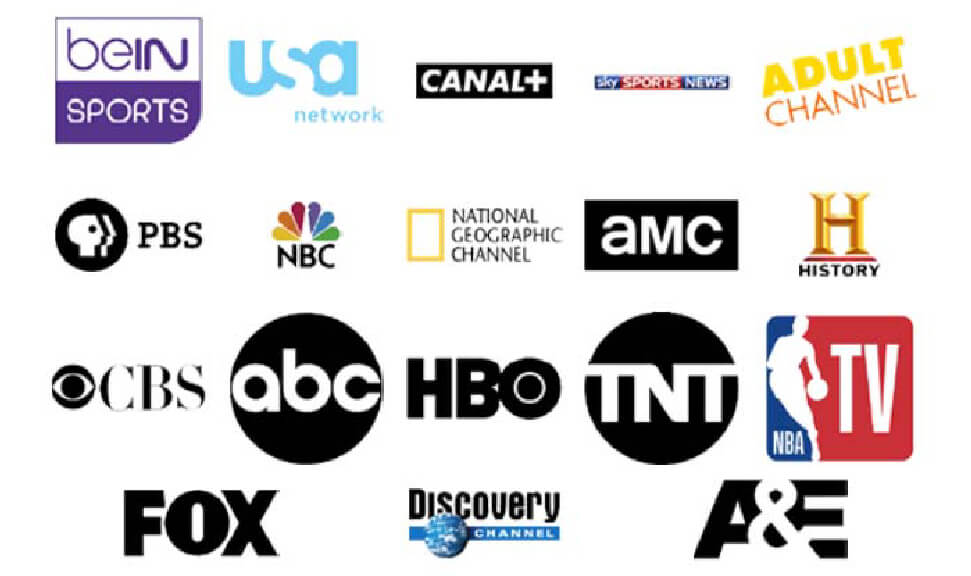 beIN
SPORTS
usa
network
CANAL+
sky SPORTS NEWS
ADULT
CHANNEL
PBS
NBC
NATIONAL
GEOGRAPHIC
CHANNEL
aMC
H
HISTORY
CBS
abc
HBO
TNT
NBA
TV
FOX
Discovery
CHANNEL
A&E